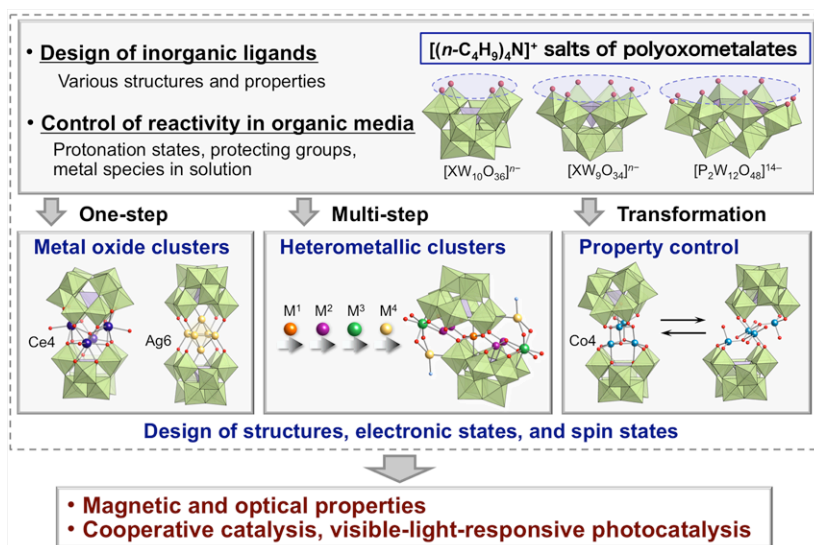 • Design of inorganic ligands
Various structures and properties
• Control of reactivity in organic media
Protonation states, protecting groups,
metal species in solution
[(n-C₄H₉)₄N]⁺ salts of polyoxometalates
[XW₁₀O₃₆]ⁿ⁻ [XW₉O₃₄]ⁿ⁻ [P₂W₁₂O₄₈]¹⁴⁻
One-step Multi-step Transformation
Metal oxide clusters
Ce4 Ag6
Heterometallic clusters
M¹ M² M³ M⁴
Property control
Co4
Design of structures, electronic states, and spin states
• Magnetic and optical properties
• Cooperative catalysis, visible-light-responsive photocatalysis